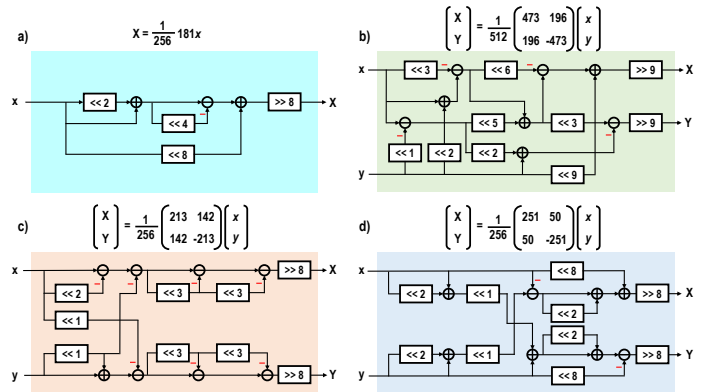 a)
X = 1/256 181x
x
<< 2
<< 4
<< 8
>> 8
X
b)
( X Y ) = 1/512 ( 473 196 196 -473 ) ( x y )
x
<< 3
<< 6
>> 9
X
<< 5
<< 3
>> 9
Y
<< 1
<< 2
<< 2
y
<< 9
c)
( X Y ) = 1/256 ( 213 142 142 -213 ) ( x y )
x
>> 8
X
<< 2
<< 3
<< 3
<< 1
<< 1
<< 3
<< 3
y
>> 8
Y
d)
( X Y ) = 1/256 ( 251 50 50 -251 ) ( x y )
x
<< 8
<< 2
<< 1
>> 8
X
<< 2
<< 2
<< 2
<< 1
>> 8
Y
y
<< 8